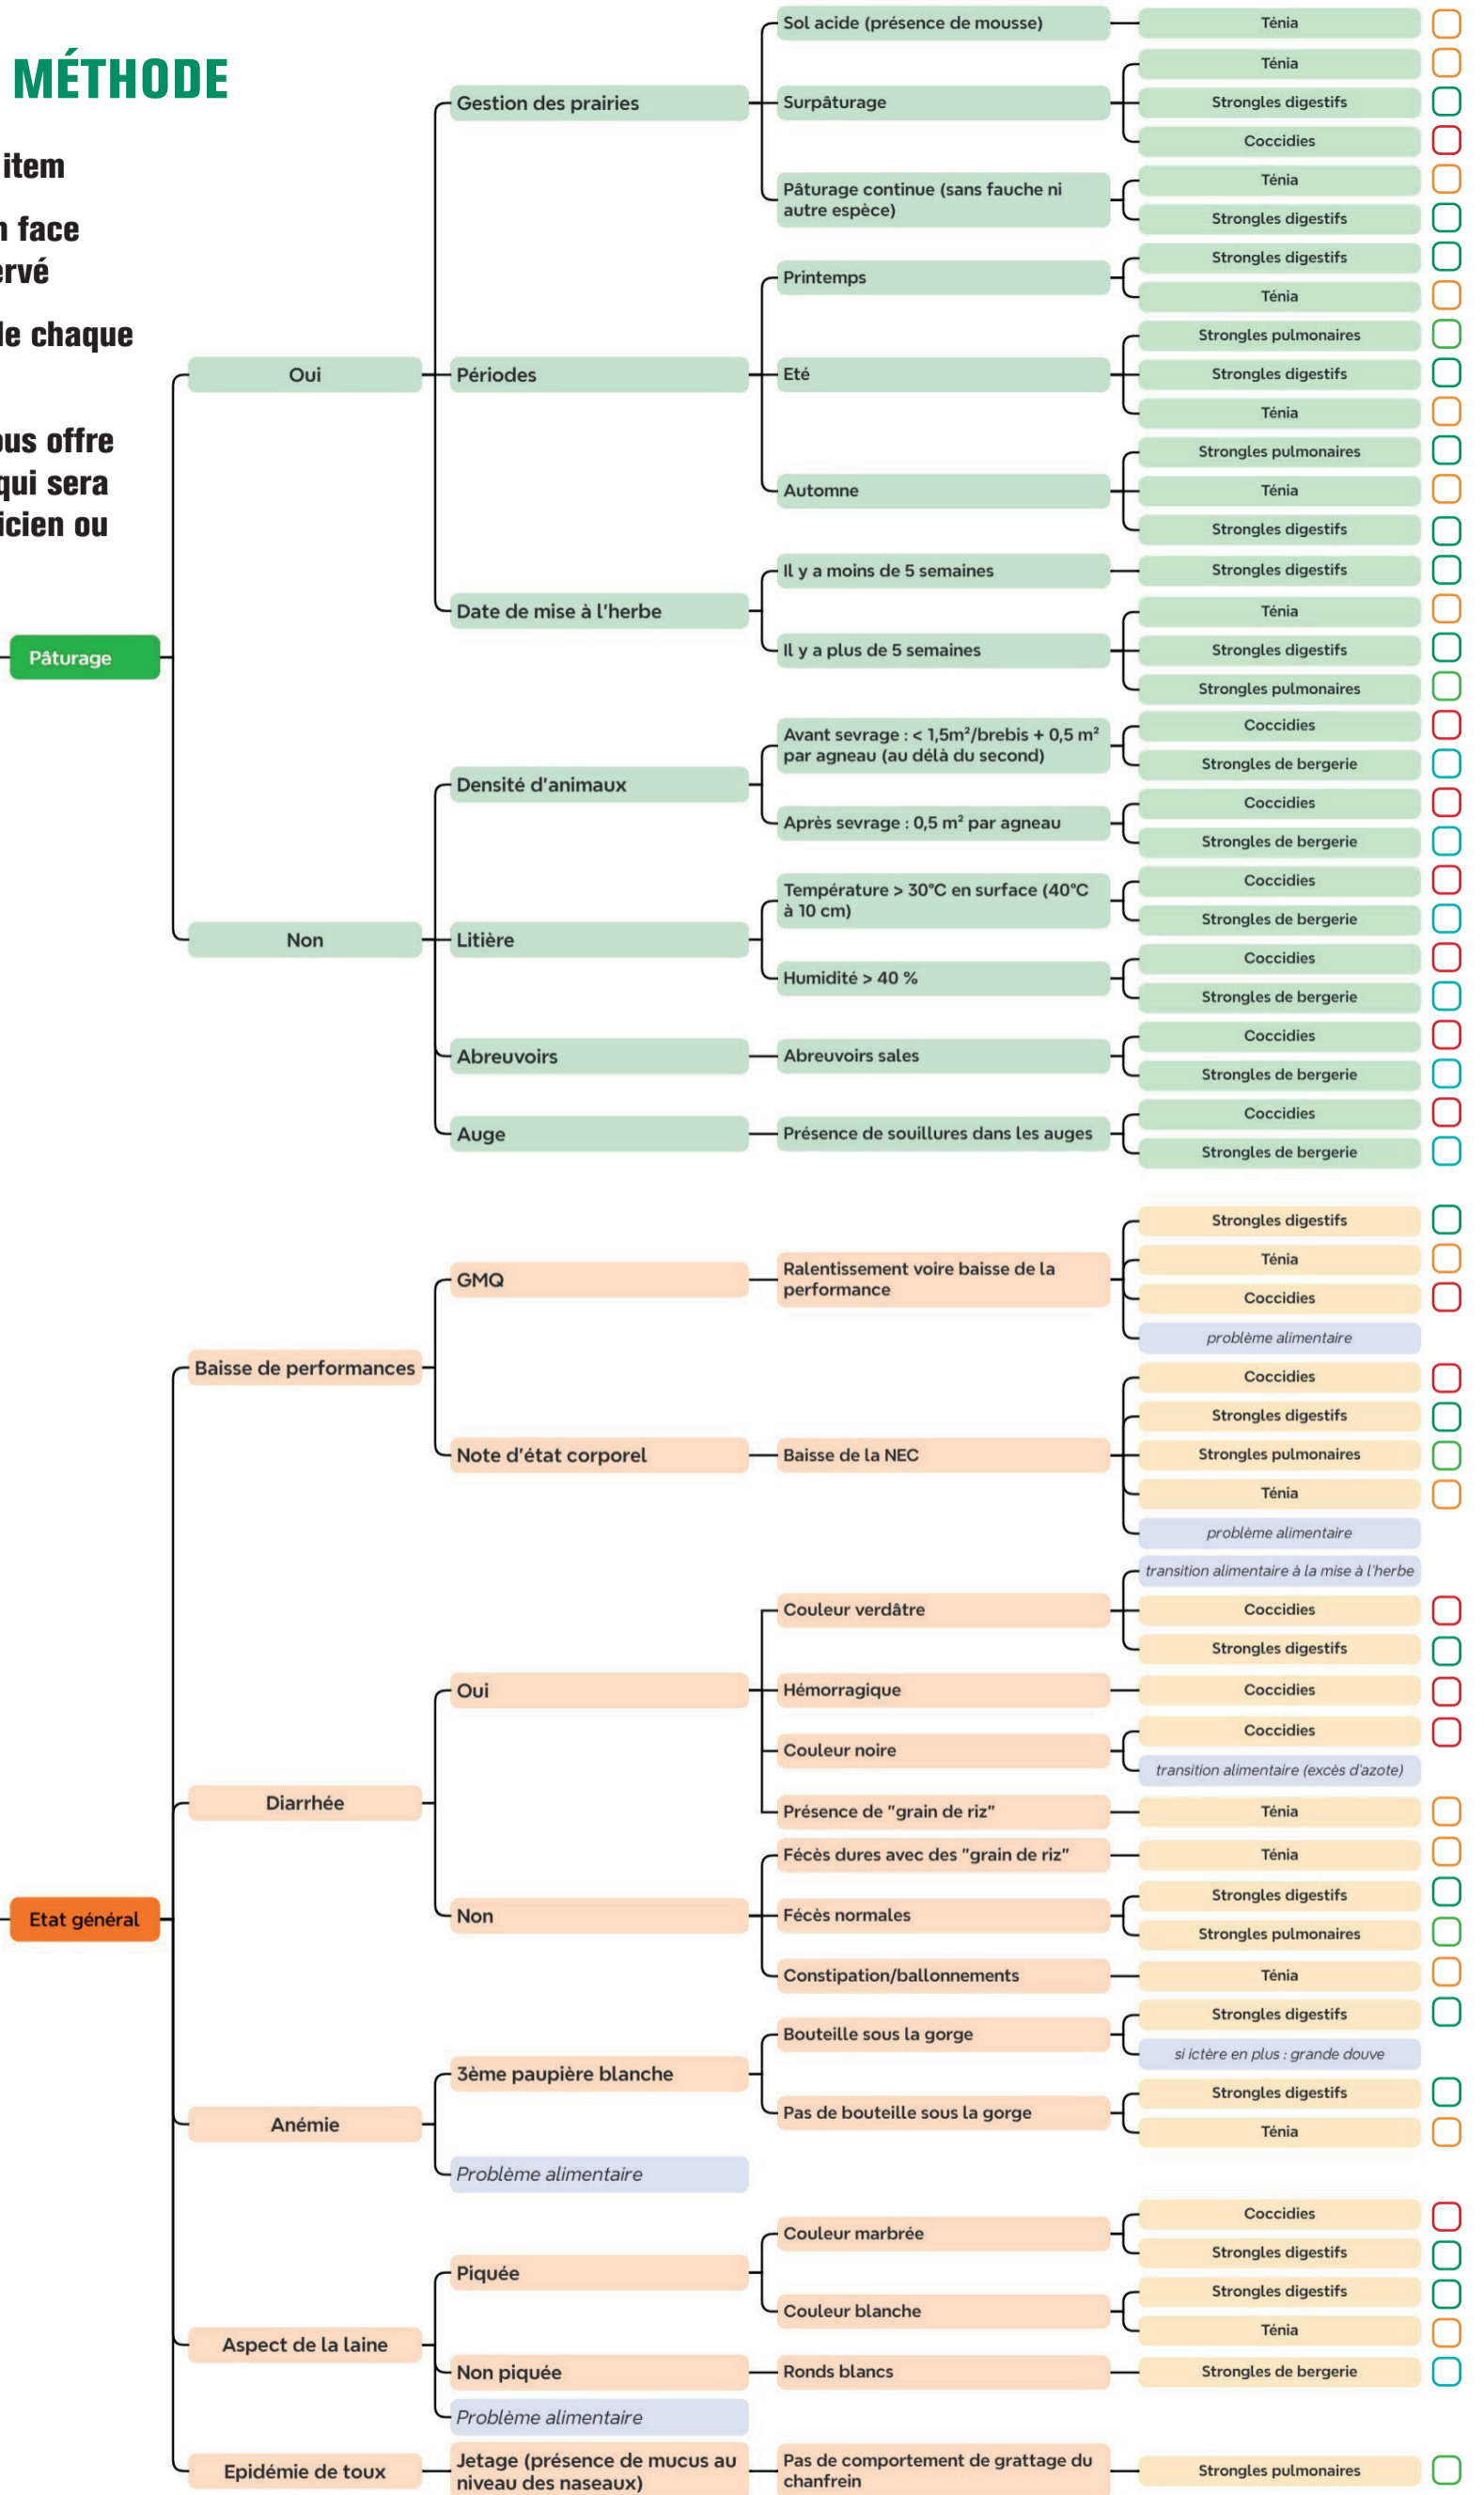 MÉTHODE
item
face
chaque
offre
qui sera
ou
Pâturage
Oui
Gestion des prairies
Sol acide (présence de mousse)
Ténia
Surpâturage
Ténia
Strongles digestifs
Coccidies
Pâturage continue (sans fauche ni
autre espèce)
Ténia
Strongles digestifs
Périodes
Printemps
Strongles digestifs
Ténia
Eté
Strongles pulmonaires
Strongles digestifs
Ténia
Automne
Strongles pulmonaires
Ténia
Strongles digestifs
Date de mise à l'herbe
Il y a moins de 5 semaines
Strongles digestifs
Il y a plus de 5 semaines
Ténia
Strongles digestifs
Strongles pulmonaires
Non
Densité d'animaux
Avant sevrage : < 1,5m²/brebis + 0,5 m²
par agneau (au délà du second)
Coccidies
Strongles de bergerie
Après sevrage : 0,5 m² par agneau
Coccidies
Strongles de bergerie
Litière
Température > 30°C en surface (40°C
à 10 cm)
Coccidies
Strongles de bergerie
Humidité > 40 %
Coccidies
Strongles de bergerie
Abreuvoirs
Abreuvoirs sales
Coccidies
Strongles de bergerie
Auge
Présence de souillures dans les auges
Coccidies
Strongles de bergerie
Etat général
Baisse de performances
GMQ
Ralentissement voire baisse de la
performance
Strongles digestifs
Ténia
Coccidies
problème alimentaire
Note d'état corporel
Baisse de la NEC
Coccidies
Strongles digestifs
Strongles pulmonaires
Ténia
problème alimentaire
Diarrhée
Oui
Couleur verdâtre
transition alimentaire à la mise à l'herbe
Coccidies
Strongles digestifs
Hémorragique
Coccidies
Couleur noire
Coccidies
transition alimentaire (excès d'azote)
Présence de "grain de riz"
Ténia
Non
Fécès dures avec des "grain de riz"
Ténia
Fécès normales
Strongles digestifs
Strongles pulmonaires
Constipation/ballonnements
Ténia
Anémie
3ème paupière blanche
Bouteille sous la gorge
Strongles digestifs
si ictère en plus : grande douve
Pas de bouteille sous la gorge
Strongles digestifs
Ténia
Problème alimentaire
Aspect de la laine
Piquée
Couleur marbrée
Coccidies
Strongles digestifs
Couleur blanche
Strongles digestifs
Ténia
Non piquée
Ronds blancs
Strongles de bergerie
Problème alimentaire
Epidémie de toux
Jetage (présence de mucus au
niveau des naseaux)
Pas de comportement de grattage du
chanfrein
Strongles pulmonaires